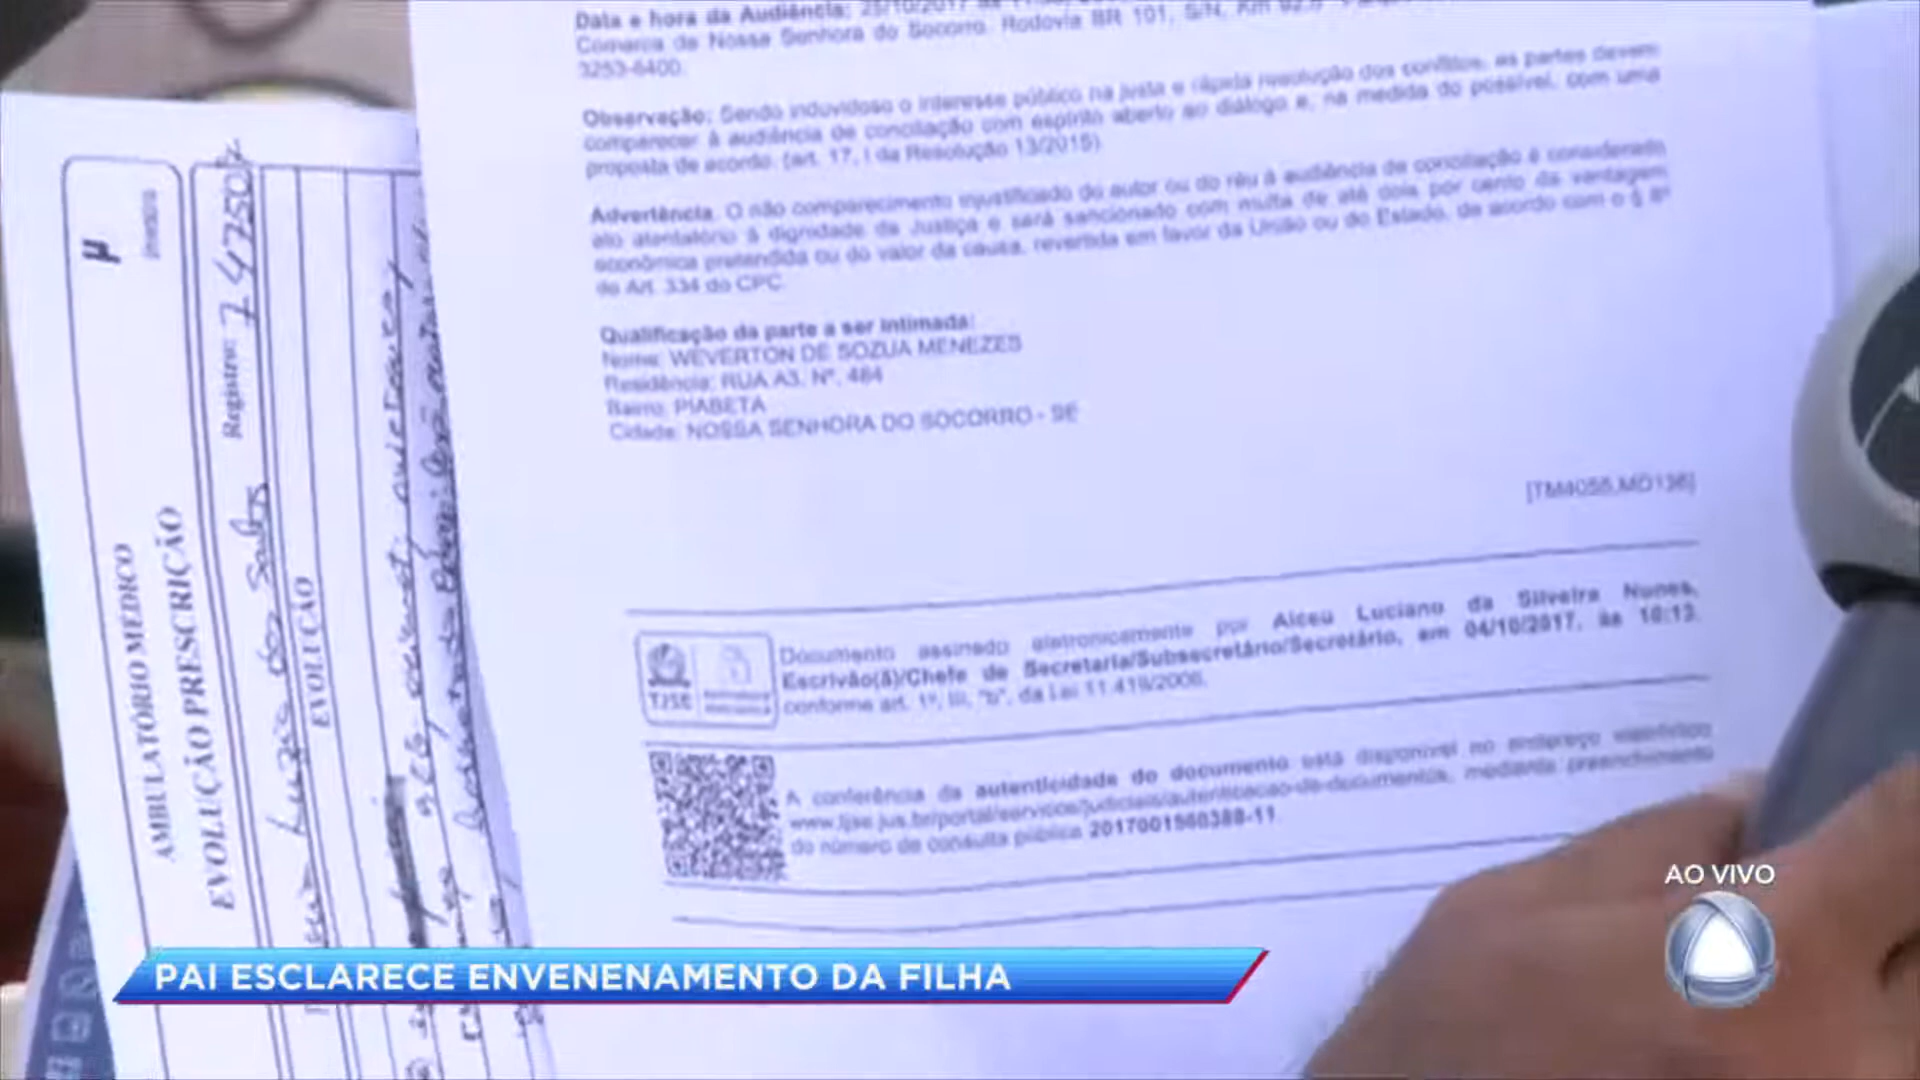 Data e hora da Audiência: 25/10/2017 às
Comarca de Nossa Senhora do Socorro. Rodovia BR 101, S/N, Km
3253-6400.
Observação: Sendo induvidoso o interesse público na justa e rápida resolução dos conflitos, as partes devem
comparecer à audiência de conciliação com espírito aberto ao diálogo e, na medida do possível, com uma
proposta de acordo. (art. 17, I da Resolução 13/2015)
Advertência: O não comparecimento injustificado do autor ou do réu à audiência de conciliação é considerado
ato atentatório à dignidade da Justiça e será sancionado com multa de até dois por cento da vantagem
econômica pretendida ou do valor da causa, revertida em favor da União ou do Estado, de acordo com o § 8º
do Art. 334 do CPC.
Qualificação da parte a ser Intimada:
Nome: WEVERTON DE SOZUA MENEZES
Residência: RUA A3, Nº, 484
Bairro: PIABETA
Cidade: NOSSA SENHORA DO SOCORRO - SE
[TM4055,MD136]
TJSE
Documento assinado eletronicamente por Alceu Luciano da Silveira Nunes,
Escrivão(ã)/Chefe de Secretaria/Subsecretário/Secretário, em 04/10/2017, às 10:13,
conforme art. 1º, III, "b", da Lei 11.419/2006.
A conferência da autenticidade do documento está disponível no endereço eletrônico
www.tjse.jus.br/portal/servicos/judiciais/autenticacao-de-documentos, mediante preenchimento
do número de consulta pública 2017001560388-11.
AMBULATÓRIO MÉDICO
EVOLUÇÃO PRESCRIÇÃO
Registro:
dos Santos
EVOLUÇÃO
AO VIVO
PAI ESCLARECE ENVENENAMENTO DA FILHA